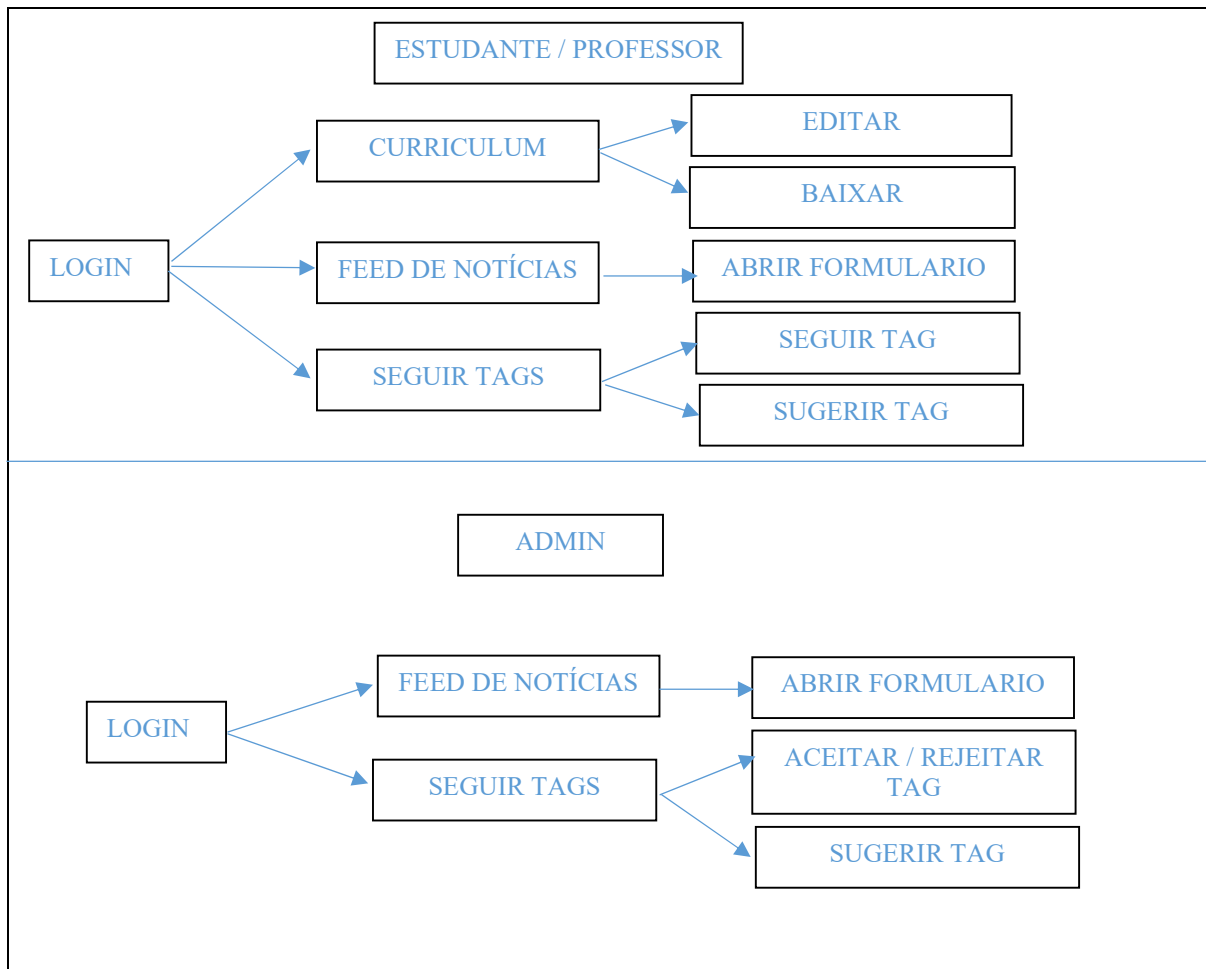 ESTUDANTE / PROFESSOR
CURRICULUM
EDITAR
BAIXAR
LOGIN
FEED DE NOTÍCIAS
ABRIR FORMULARIO
SEGUIR TAGS
SEGUIR TAG
SUGERIR TAG
ADMIN
LOGIN
FEED DE NOTÍCIAS
ABRIR FORMULARIO
SEGUIR TAGS
ACEITAR / REJEITAR
TAG
SUGERIR TAG